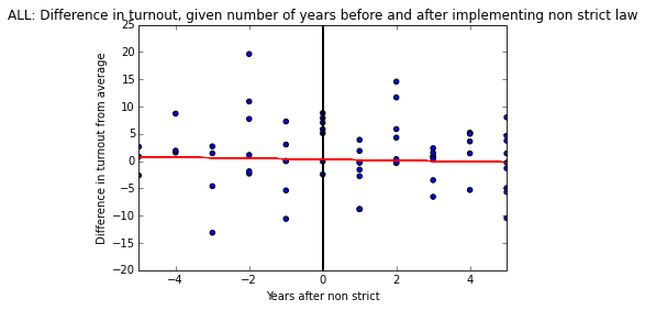 ALL: Difference in turnout, given number of years before and after implementing non strict law
25
20
15
10
5
0
−5
−10
−15
−20
Difference in turnout from average
−4 −2 0 2 4
Years after non strict